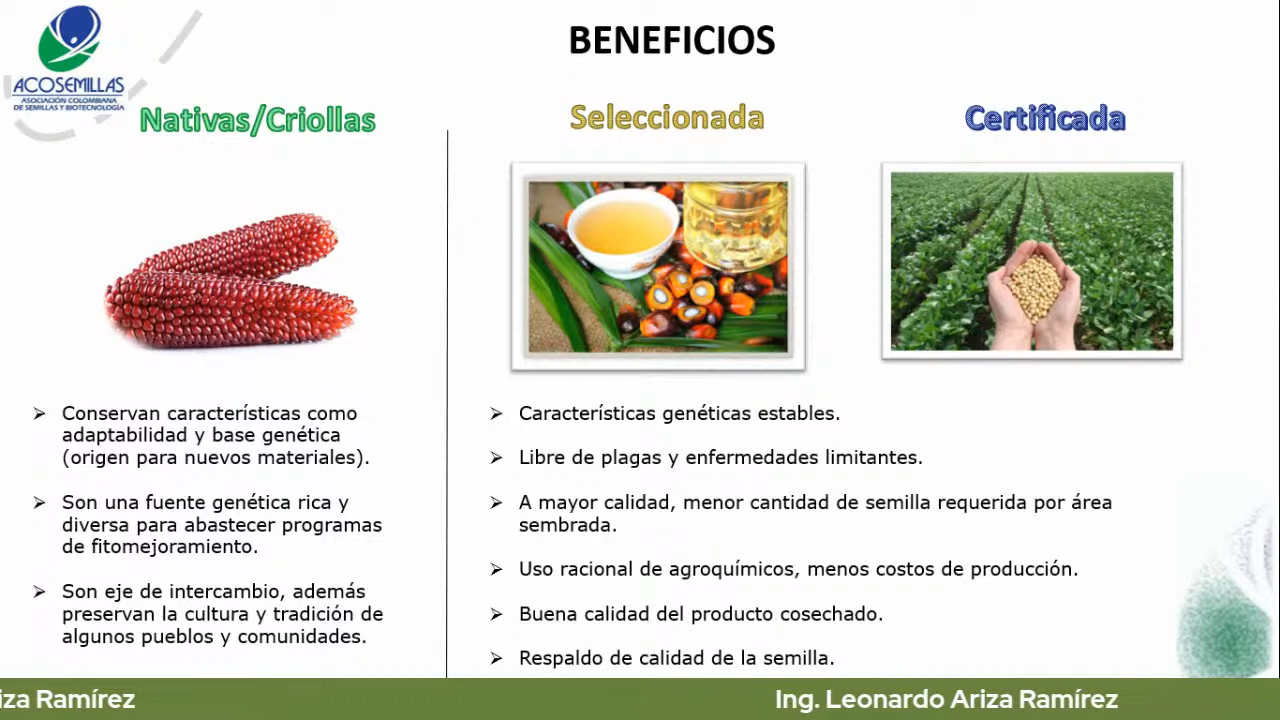 BENEFICIOS
ACOSEMILLAS
ASOCIACIÓN COLOMBIANA
DE SEMILLAS Y BIOTECNOLOGÍA
Nativas/Criollas
Seleccionada
Certificada
Conservan características como
adaptabilidad y base genética
(origen para nuevos materiales).
Son una fuente genética rica y
diversa para abastecer programas
de fitomejoramiento.
Son eje de intercambio, además
preservan la cultura y tradición de
algunos pueblos y comunidades.
Características genéticas estables.
Libre de plagas y enfermedades limitantes.
A mayor calidad, menor cantidad de semilla requerida por área
sembrada.
Uso racional de agroquímicos, menos costos de producción.
Buena calidad del producto cosechado.
Respaldo de calidad de la semilla.
iza Ramírez
Ing. Leonardo Ariza Ramírez